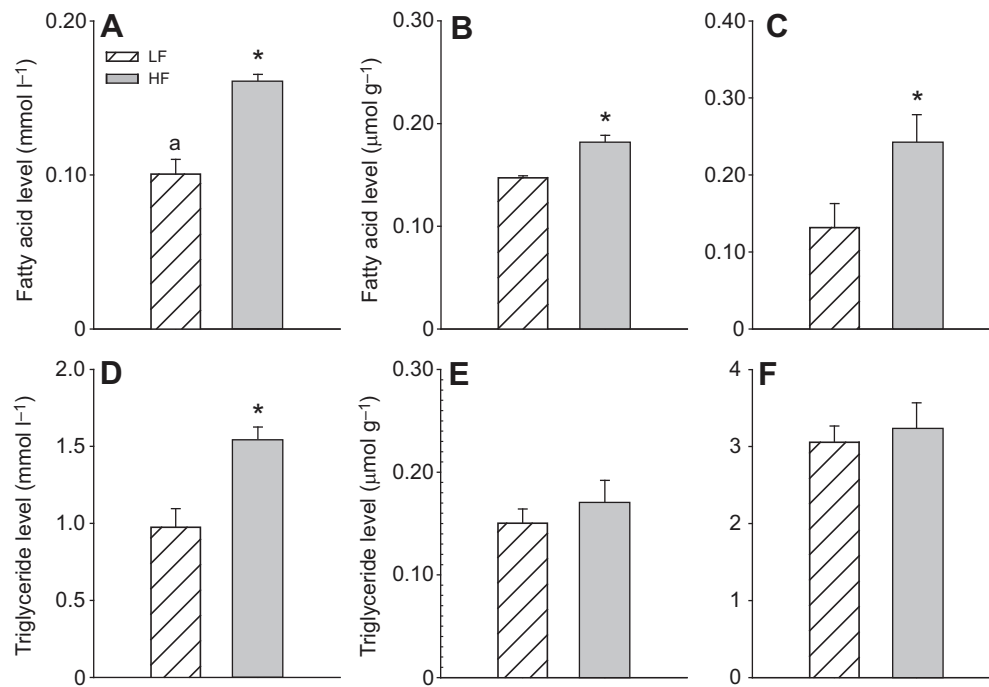 A
Fatty acid level (mmol l⁻¹)
0.20
0.10
0
LF
HF
a
*
B
Fatty acid level (μmol g⁻¹)
0.30
0.20
0.10
0
*
C
0.40
0.30
0.20
0.10
0
*
D
Triglyceride level (mmol l⁻¹)
2.0
1.5
1.0
0.5
0
*
E
Triglyceride level (μmol g⁻¹)
0.30
0.20
0.10
0
F
4
3
2
1
0